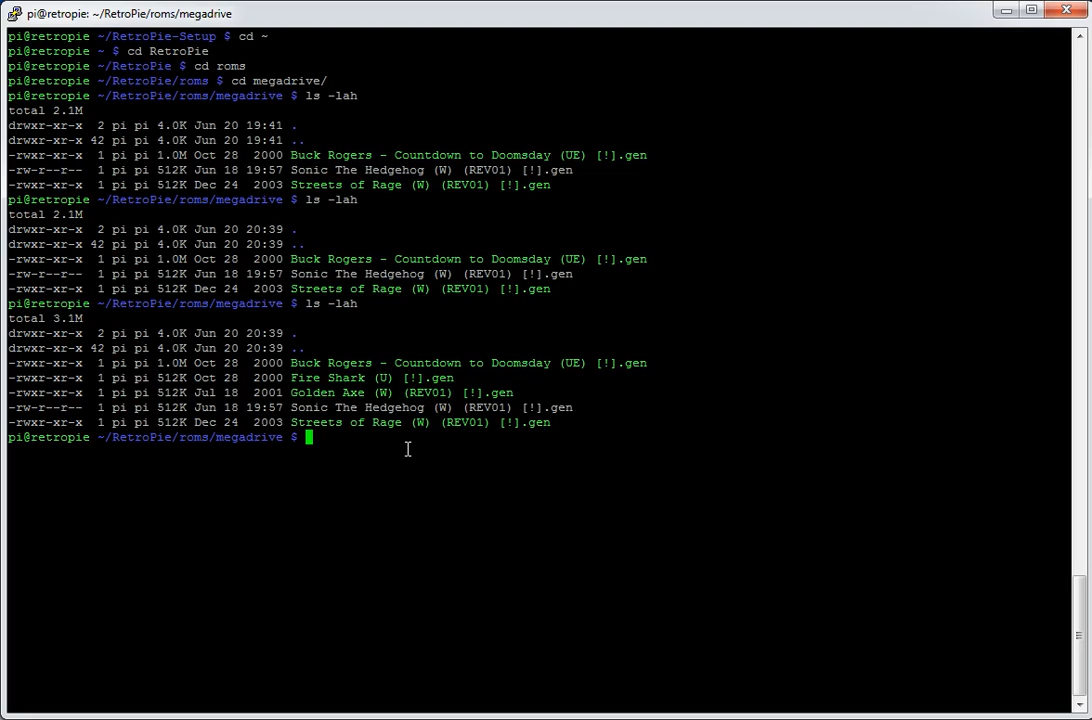 pi@retropie: ~/RetroPie/roms/megadrive
pi@retropie ~/RetroPie-Setup $ cd ~
pi@retropie ~ $ cd RetroPie
pi@retropie ~/RetroPie $ cd roms
pi@retropie ~/RetroPie/roms $ cd megadrive/
pi@retropie ~/RetroPie/roms/megadrive $ ls -lah
total 2.1M
drwxr-xr-x  2 pi pi 4.0K Jun 20 19:41 .
drwxr-xr-x 42 pi pi 4.0K Jun 20 19:41 ..
-rwxr-xr-x  1 pi pi 1.0M Oct 28  2000 Buck Rogers - Countdown to Doomsday (UE) [!].gen
-rw-r--r--  1 pi pi 512K Jun 18 19:57 Sonic The Hedgehog (W) (REV01) [!].gen
-rwxr-xr-x  1 pi pi 512K Dec 24  2003 Streets of Rage (W) (REV01) [!].gen
pi@retropie ~/RetroPie/roms/megadrive $ ls -lah
total 2.1M
drwxr-xr-x  2 pi pi 4.0K Jun 20 20:39 .
drwxr-xr-x 42 pi pi 4.0K Jun 20 20:39 ..
-rwxr-xr-x  1 pi pi 1.0M Oct 28  2000 Buck Rogers - Countdown to Doomsday (UE) [!].gen
-rw-r--r--  1 pi pi 512K Jun 18 19:57 Sonic The Hedgehog (W) (REV01) [!].gen
-rwxr-xr-x  1 pi pi 512K Dec 24  2003 Streets of Rage (W) (REV01) [!].gen
pi@retropie ~/RetroPie/roms/megadrive $ ls -lah
total 3.1M
drwxr-xr-x  2 pi pi 4.0K Jun 20 20:39 .
drwxr-xr-x 42 pi pi 4.0K Jun 20 20:39 ..
-rwxr-xr-x  1 pi pi 1.0M Oct 28  2000 Buck Rogers - Countdown to Doomsday (UE) [!].gen
-rwxr-xr-x  1 pi pi 512K Oct 28  2000 Fire Shark (U) [!].gen
-rwxr-xr-x  1 pi pi 512K Jul 18  2001 Golden Axe (W) (REV01) [!].gen
-rw-r--r--  1 pi pi 512K Jun 18 19:57 Sonic The Hedgehog (W) (REV01) [!].gen
-rwxr-xr-x  1 pi pi 512K Dec 24  2003 Streets of Rage (W) (REV01) [!].gen
pi@retropie ~/RetroPie/roms/megadrive $